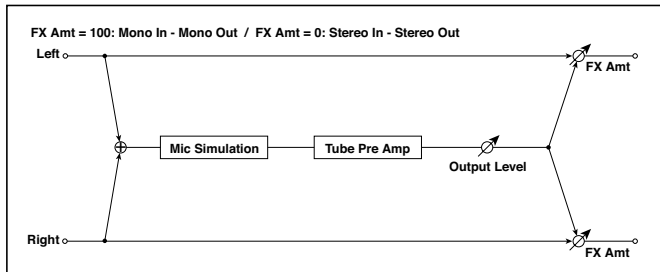 FX Amt = 100: Mono In - Mono Out / FX Amt = 0: Stereo In - Stereo Out
Left
FX Amt
Mic Simulation
Tube Pre Amp
Output Level
Right
FX Amt